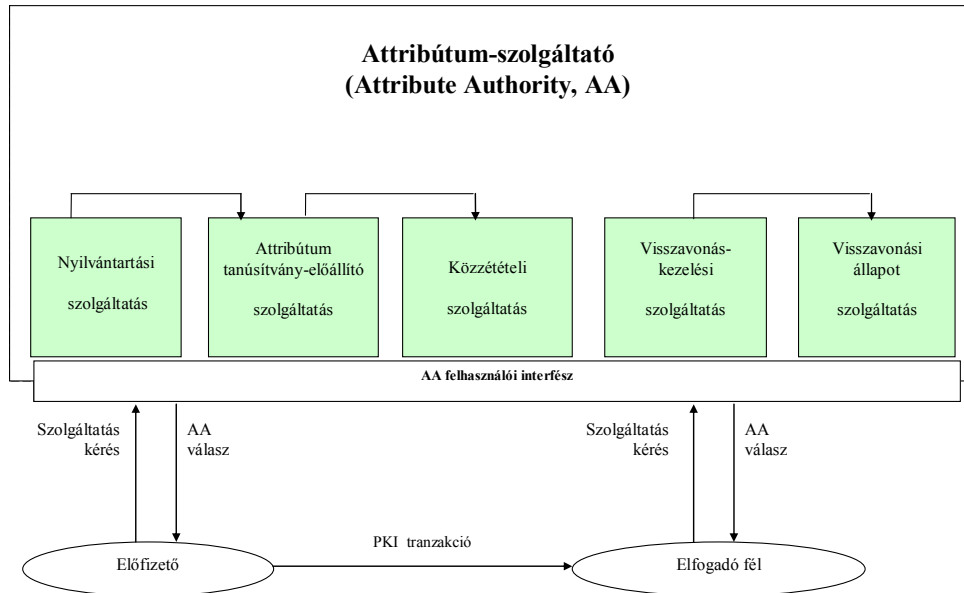 Attribútum-szolgáltató
(Attribute Authority, AA)
Nyilvántartási
szolgáltatás
Attribútum
tanúsítvány-előállító
szolgáltatás
Közzétételi
szolgáltatás
Visszavonás-
kezelési
szolgáltatás
Visszavonási
állapot
szolgáltatás
AA felhasználói interfész
Szolgáltatás
kérés
AA
válasz
Szolgáltatás
kérés
AA
válasz
Előfizető
PKI tranzakció
Elfogadó fél